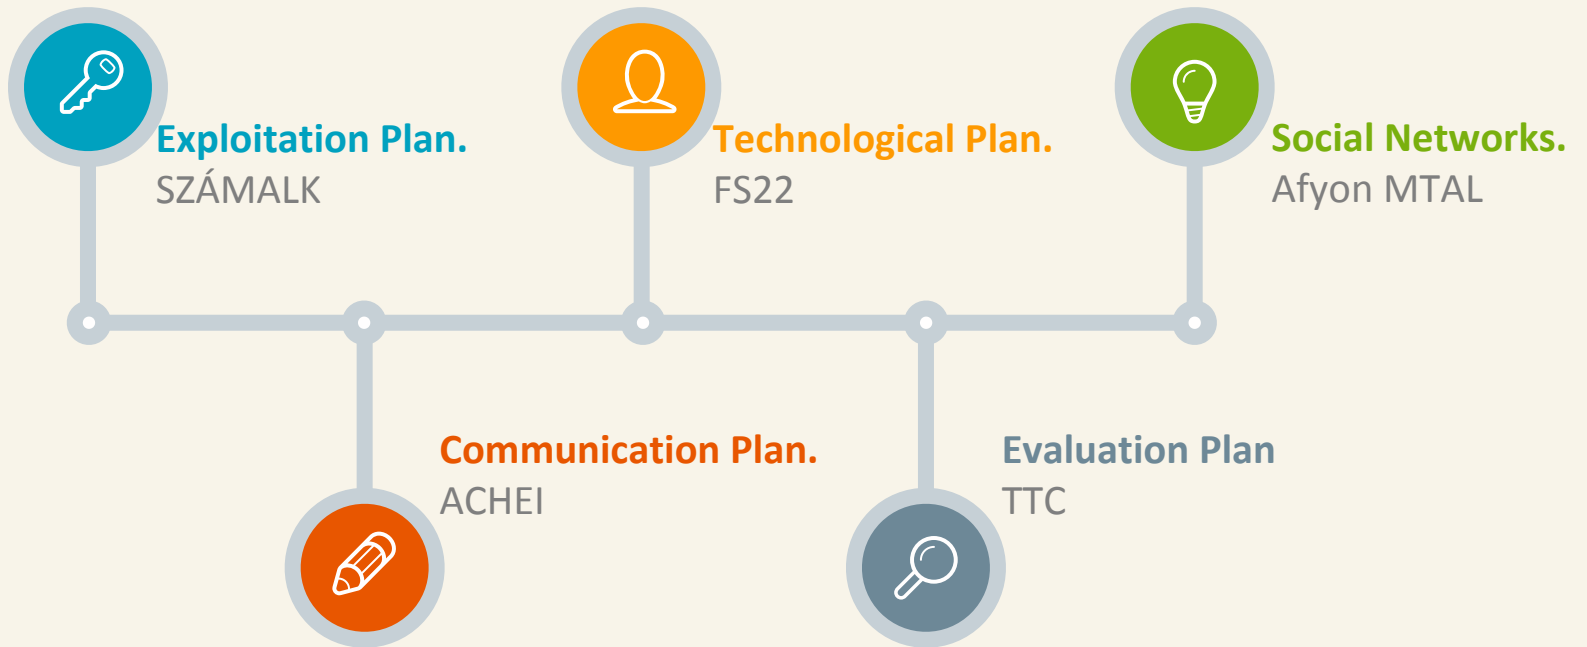 Exploitation Plan.
SZÁMALK
Technological Plan.
FS22
Social Networks.
Afyon MTAL
Communication Plan.
ACHEI
Evaluation Plan
TTC